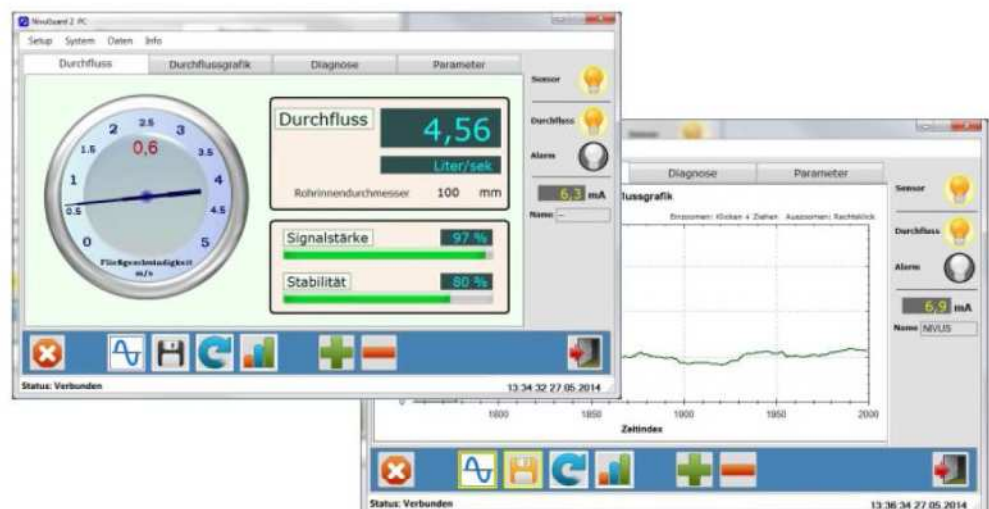 NivuGuard 2 PC
Setup System Daten Info
Durchfluss Durchflussgrafik Diagnose Parameter
Sensor
Durchfluss
Alarm
6,3 mA
Name --
0
0.5
1
1.5
2
2.5
3
3.5
4
4.5
5
0,6
Fließgeschwindigkeit
m/s
Durchfluss
4,56
Liter/sek
Rohrinnendurchmesser 100 mm
Signalstärke 97 %
Stabilität 80 %
Status: Verbunden 13:34:32 27.05.2014
Diagnose Parameter
lussgrafik
Einzoomen: Klicken + Ziehen Auszoomen: Rechtsklick
Sensor
Durchfluss
Alarm
6,9 mA
Name NIVUS
0
1800 1850 1900 1950 2000
Zeitindex
Status: Verbunden 13:36:34 27.05.2014